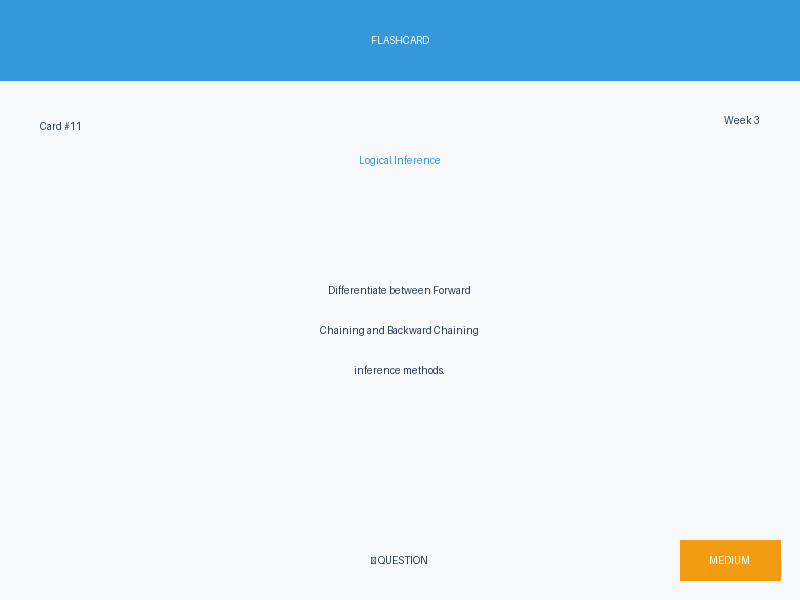 FLASHCARD
Card #11
Week 3
Logical Inference
Differentiate between Forward
Chaining and Backward Chaining
inference methods.
QUESTION
MEDIUM